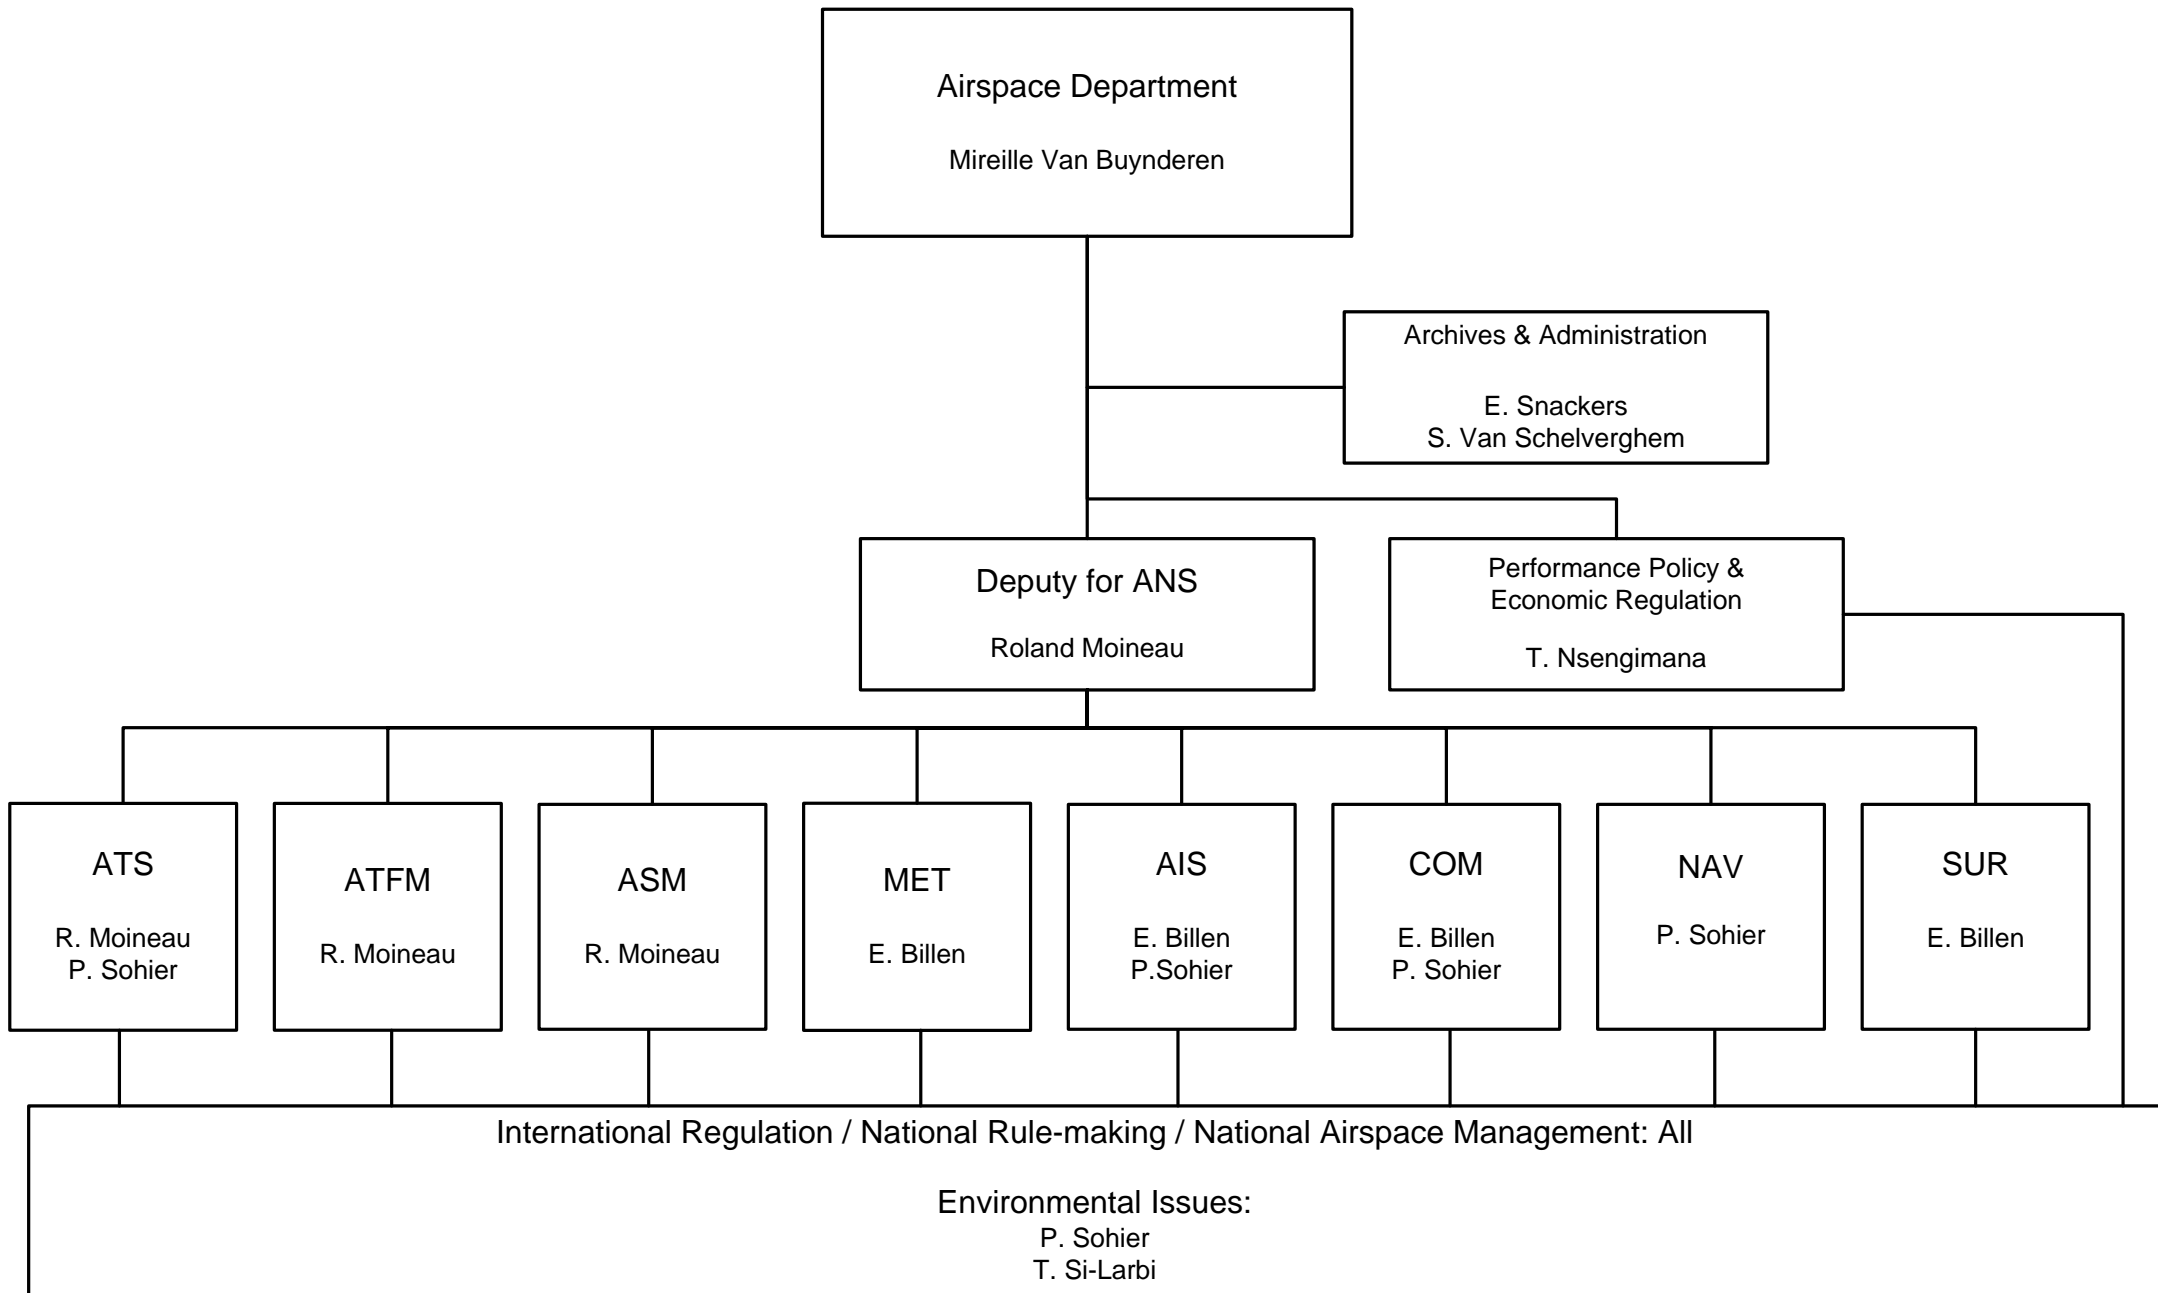 Airspace Department
Mireille Van Buynderen
Archives & Administration
E. Snackers
S. Van Schelverghem
Deputy for ANS
Roland Moineau
Performance Policy &
Economic Regulation
T. Nsengimana
ATS
R. Moineau
P. Sohier
ATFM
R. Moineau
ASM
R. Moineau
MET
E. Billen
AIS
E. Billen
P.Sohier
COM
E. Billen
P. Sohier
NAV
P. Sohier
SUR
E. Billen
International Regulation / National Rule-making / National Airspace Management: All
Environmental Issues:
P. Sohier
T. Si-Larbi